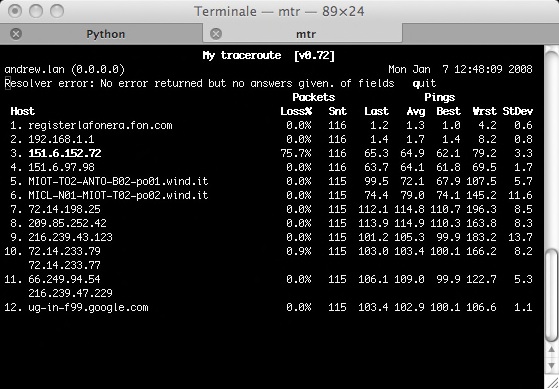 Terminale — mtr — 89×24
Python
mtr
My traceroute [v0.72]
andrew.lan (0.0.0.0) Mon Jan 7 12:48:09 2008
Resolver error: No error returned but no answers given. of fields quit
Packets Pings
Host Loss% Snt Last Avg Best Wrst StDev
1. registerlafonera.fon.com 0.0% 116 1.2 1.3 1.0 4.2 0.6
2. 192.168.1.1 0.0% 116 1.4 1.7 1.4 8.2 0.8
3. 151.6.152.72 75.7% 116 65.3 64.9 62.1 79.2 3.3
4. 151.6.97.98 0.0% 116 63.7 64.1 61.8 69.5 1.7
5. MIOT-T02-ANTO-B02-po01.wind.it 0.0% 115 99.5 72.1 67.9 107.5 5.7
6. MICL-N01-MIOT-T02-po02.wind.it 0.0% 115 74.4 79.0 74.1 145.2 11.6
7. 72.14.198.25 0.0% 115 112.1 114.8 110.7 196.3 8.5
8. 209.85.252.42 0.0% 115 113.9 114.9 110.3 163.8 8.3
9. 216.239.43.123 0.0% 115 101.2 105.3 99.9 183.2 13.7
10. 72.14.233.79 0.9% 115 103.0 103.4 100.1 166.2 8.2
72.14.233.77
11. 66.249.94.54 0.0% 115 106.1 109.0 99.9 122.7 5.3
216.239.47.229
12. ug-in-f99.google.com 0.0% 115 103.4 102.9 100.1 106.6 1.1